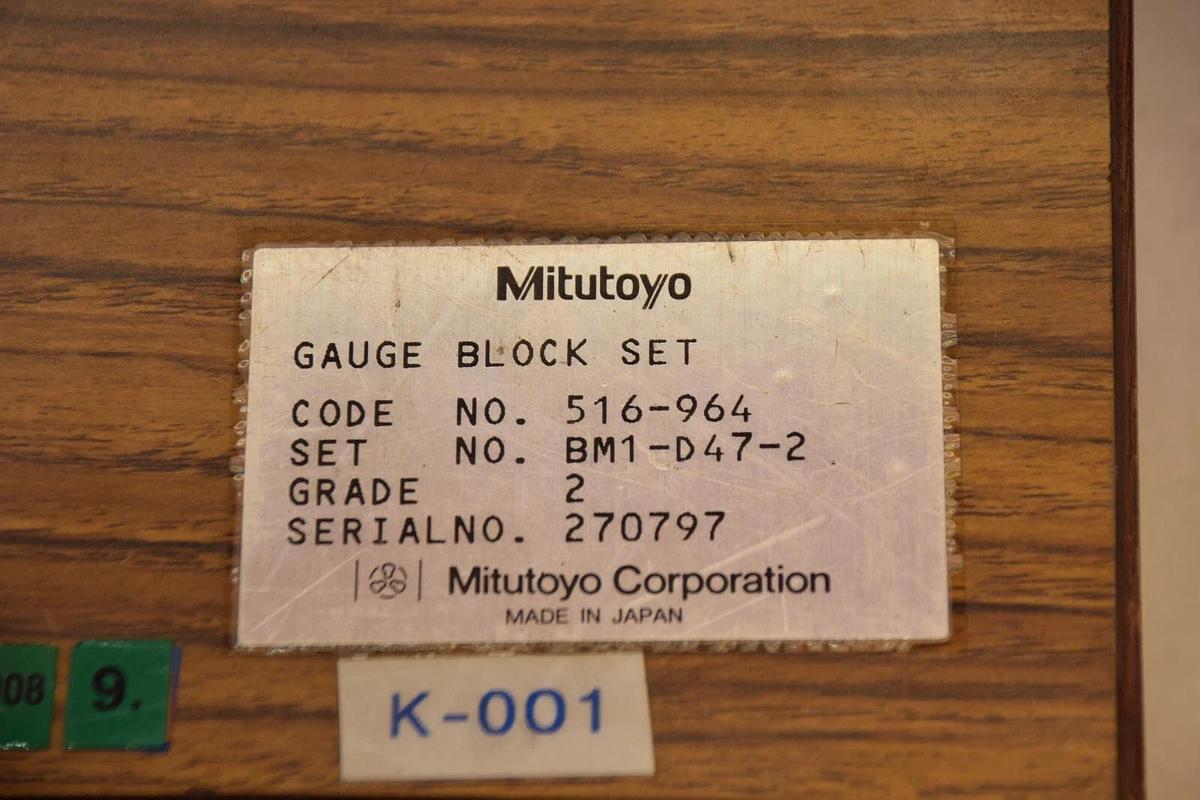 Mitutoyo
GAUGE BLOCK SET
CODE NO. 516-964
SET NO. BM1-D47-2
GRADE 2
SERIALNO. 270797
Mitutoyo Corporation
MADE IN JAPAN
08 9.
K-001